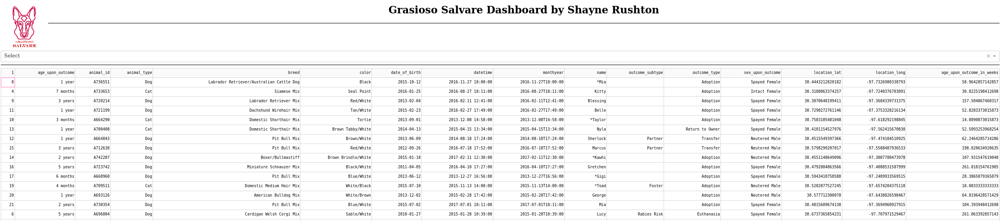 Grasioso Salvare Dashboard by Shayne Rushton
GRAZIOSO
SALVARE
Select
1 age_upon_outcome animal_id animal_type breed color date_of_birth datetime monthyear name outcome_subtype outcome_type sex_upon_outcome location_lat location_long age_upon_outcome_in_weeks
8 1 year A736551 Dog Labrador Retriever/Australian Cattle Dog Black 2015-10-12 2016-11-27 18:00:00 2016-11-27T18:00:00 *Mia Adoption Spayed Female 30.4443212820182 -97.7326980338793 58.9642857142857
4 7 months A733653 Cat Siamese Mix Seal Point 2016-01-25 2016-08-27 18:11:00 2016-08-27T18:11:00 Kitty Adoption Intact Female 30.3188063374257 -97.7240376703891 30.8225198412698
9 3 years A720214 Dog Labrador Retriever Mix Red/White 2013-02-04 2016-02-11 12:41:00 2016-02-11T12:41:00 Blessing Adoption Spayed Female 30.3870648199411 -97.3684339731375 157.504067460317
11 1 year A721199 Dog Dachshund Wirehair Mix Tan/White 2015-02-23 2016-02-27 17:49:00 2016-02-27T17:49:00 Belle Adoption Spayed Female 30.7290272761146 -97.3753328216134 52.8203373015873
10 3 months A664290 Cat Domestic Shorthair Mix Tortie 2013-09-01 2013-12-08 14:58:00 2013-12-08T14:58:00 *Taylor Adoption Spayed Female 30.7583105481048 -97.618292198845 14.0890873015873
13 1 year A700408 Cat Domestic Shorthair Mix Brown Tabby/White 2014-04-13 2015-04-15 13:34:00 2015-04-15T13:34:00 Nyla Return to Owner Spayed Female 30.4101154527976 -97.562415670838 52.5093253968254
12 1 year A664843 Dog Pit Bull Mix Brown/White 2013-06-09 2014-08-18 17:24:00 2014-08-18T17:24:00 Sherlock Partner Transfer Neutered Male 30.4515549397366 -97.474104510925 62.2464285714286
15 3 years A712638 Dog Pit Bull Mix Red/White 2012-09-26 2016-07-18 17:52:00 2016-07-18T17:52:00 Marcus Partner Transfer Neutered Male 30.5798299207017 -97.5588487936533 198.820634920635
14 2 years A742287 Dog Boxer/Bullmastiff Brown Brindle/White 2015-01-18 2017-02-11 12:30:00 2017-02-11T12:30:00 *Kawhi Adoption Neutered Male 30.4551148649096 -97.3087780473978 107.931547619048
16 5 years A723742 Dog Miniature Schnauzer Mix Black/White 2011-04-05 2016-04-10 17:27:00 2016-04-10T17:27:00 Gretchen Adoption Spayed Female 30.4792884863566 -97.4088531587999 261.818154761905
17 6 months A668960 Dog Pit Bull Mix Blue/White 2013-06-12 2013-12-27 16:56:00 2013-12-27T16:56:00 *Gigi Adoption Spayed Female 30.5943410758588 -97.2489933569515 28.3865079365079
19 4 months A709511 Cat Domestic Medium Hair Mix White/Black 2015-07-10 2015-11-13 14:00:00 2015-11-13T14:00:00 *Toad Foster Adoption Neutered Male 30.5202877527245 -97.6574204375118 18.0833333333333
20 1 year A693126 Dog American Bulldog Mix White/Brown 2013-12-02 2015-02-28 17:42:00 2015-02-28T17:42:00 George Adoption Neutered Male 30.577712300078 -97.6438826598467 64.8196428571429
21 2 years A730354 Dog Pit Bull Mix Blue/White 2015-07-02 2017-07-01 18:11:00 2017-07-01T18:11:00 Mia Adoption Spayed Female 30.4815689674138 -97.3694960927915 104.393948412698
6 5 years A696004 Dog Cardigan Welsh Corgi Mix Sable/White 2010-01-27 2015-01-28 10:39:00 2015-01-28T10:39:00 Lucy Rabies Risk Euthanasia Spayed Female 30.6737365854231 -97.707971529467 261.063392857143